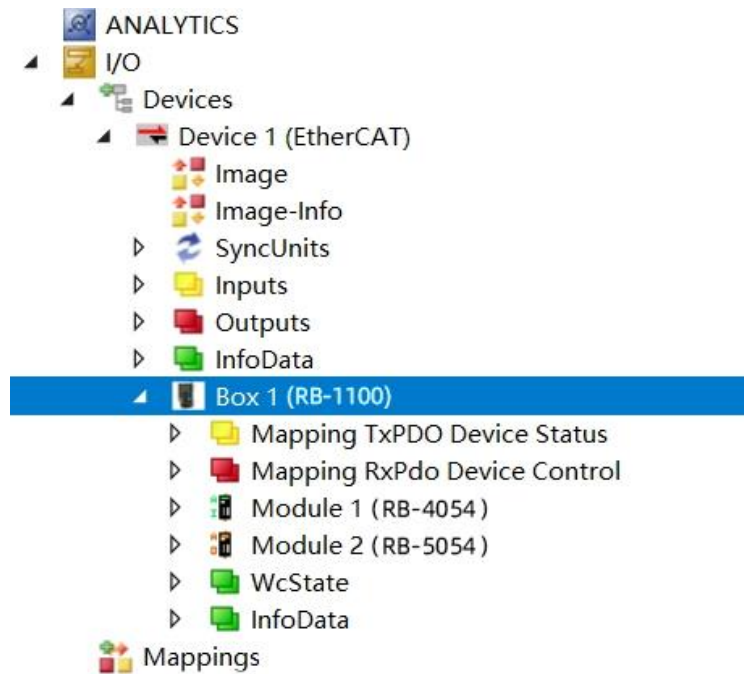 ANALYTICS
I/O
Devices
Device 1 (EtherCAT)
Image
Image-Info
SyncUnits
Inputs
Outputs
InfoData
Box 1 (RB-1100)
Mapping TxPDO Device Status
Mapping RxPdo Device Control
Module 1 (RB-4054)
Module 2 (RB-5054)
WcState
InfoData
Mappings